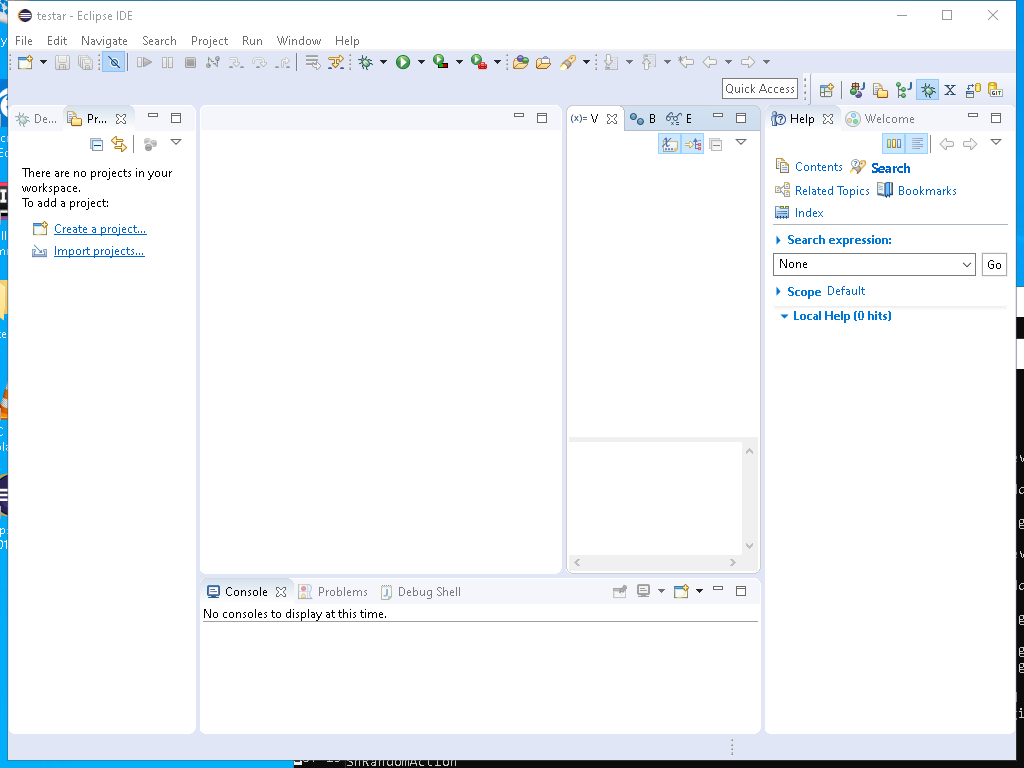 testar - Eclipse IDE
File Edit Navigate Search Project Run Window Help
Quick Access
De... Pr...
There are no projects in your
workspace.
To add a project:
Create a project...
Import projects...
(x)= V B E
Help Welcome
Contents Search
Related Topics Bookmarks
Index
Search expression:
None Go
Scope Default
Local Help (0 hits)
Console Problems Debug Shell
No consoles to display at this time.
ShRandomAction